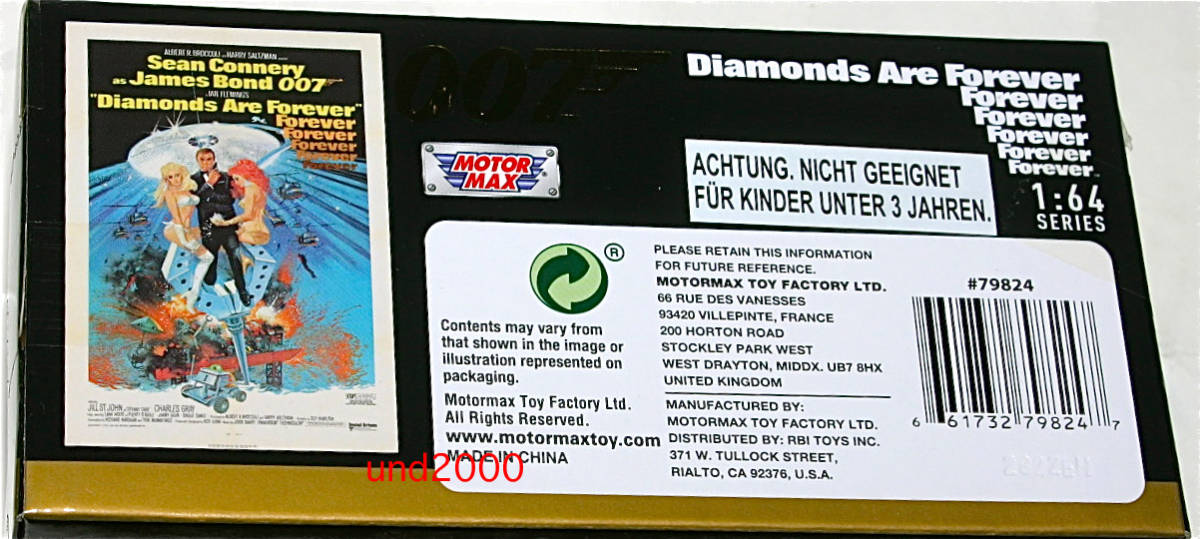 ALBERT R. BROCCOLI and HARRY SALTZMAN
Sean Connery
as James Bond 007
IAN FLEMING'S
"Diamonds Are Forever"
Forever
Forever
Forever
Forever
Forever
JILL ST. JOHN
CHARLES GRAY
007
Diamonds Are Forever
Forever
Forever
Forever
Forever
Forever
1:64
SERIES
MOTOR
MAX
ACHTUNG. NICHT GEEIGNET
FÜR KINDER UNTER 3 JAHREN.
®
Contents may vary from
that shown in the image or
illustration represented on
packaging.
Motormax Toy Factory Ltd.
All Rights Reserved.
www.motormaxtoy.com
MADE IN CHINA
PLEASE RETAIN THIS INFORMATION
FOR FUTURE REFERENCE.
MOTORMAX TOY FACTORY LTD.
66 RUE DES VANESSES
93420 VILLEPINTE, FRANCE
200 HORTON ROAD
STOCKLEY PARK WEST
WEST DRAYTON, MIDDX. UB7 8HX
UNITED KINGDOM
MANUFACTURED BY:
MOTORMAX TOY FACTORY LTD.
DISTRIBUTED BY: RBI TOYS INC.
371 W. TULLOCK STREET,
RIALTO, CA 92376, U.S.A.
#79824
6 61732 79824 7
und2000